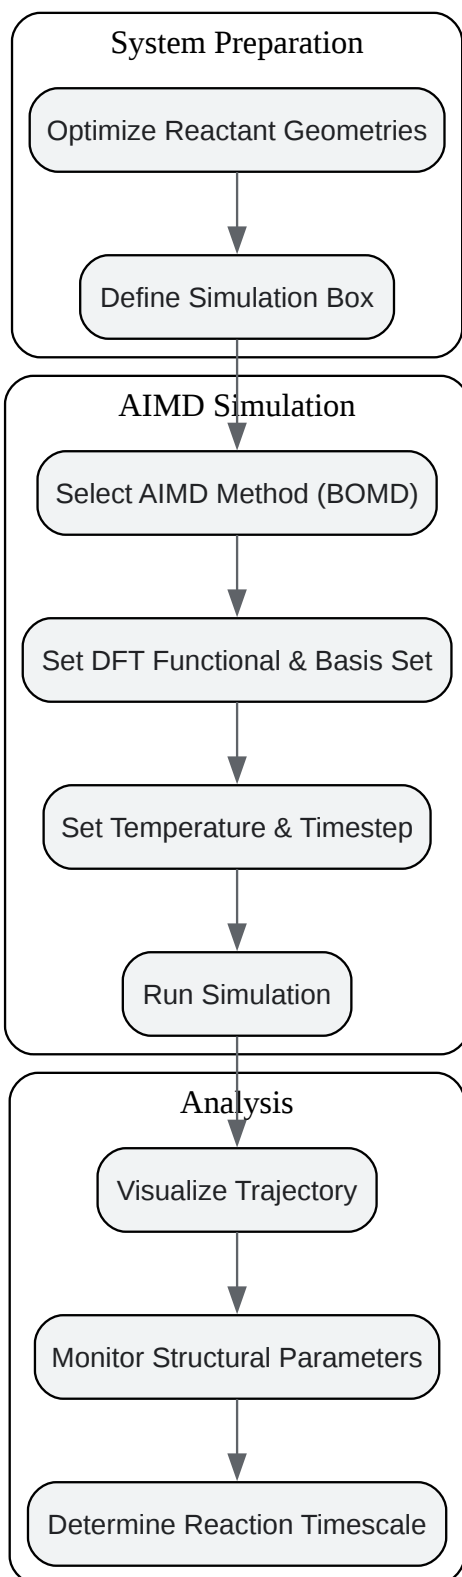 System Preparation
Optimize Reactant Geometries
Define Simulation Box
AIMD Simulation
Select AIMD Method (BOMD)
Set DFT Functional & Basis Set
Set Temperature & Timestep
Run Simulation
Analysis
Visualize Trajectory
Monitor Structural Parameters
Determine Reaction Timescale